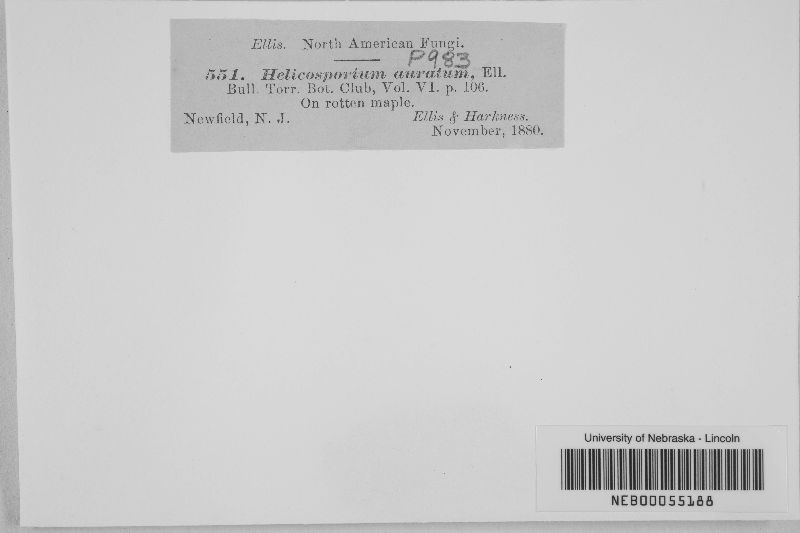 Ellis. North American Fungi.
P983
551. Helicosporium auratum, Ell.
Bull. Torr. Bot. Club, Vol. VI. p. 106.
On rotten maple.
Newfield, N. J. Ellis & Harkness.
November, 1880.
University of Nebraska - Lincoln
NEB00055188